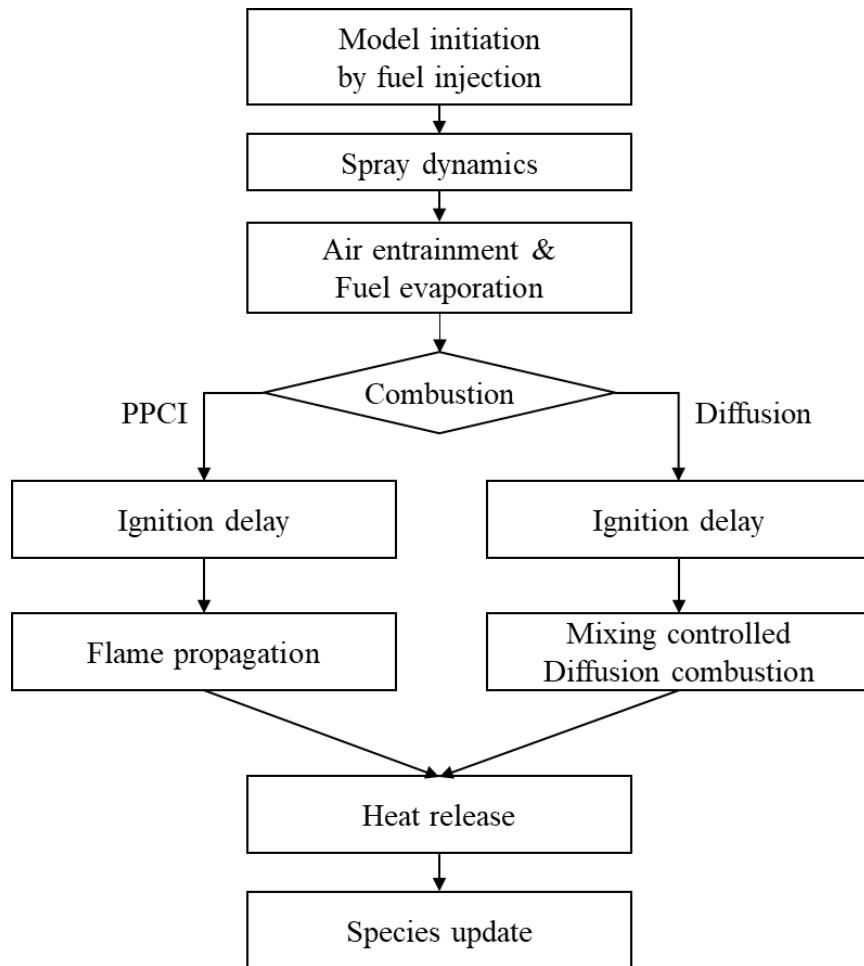 Model initiation
by fuel injection
Spray dynamics
Air entrainment &
Fuel evaporation
Combustion
PPCI
Diffusion
Ignition delay
Ignition delay
Flame propagation
Mixing controlled
Diffusion combustion
Heat release
Species update